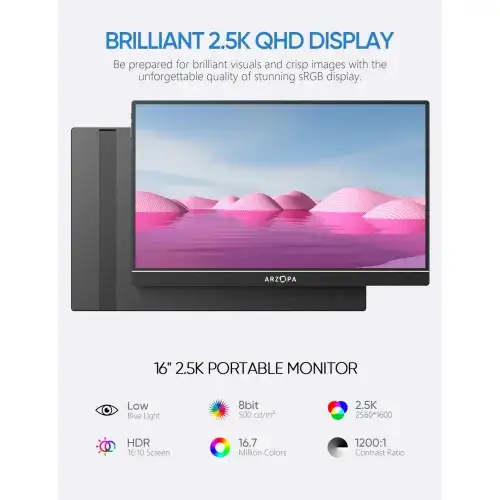 BRILLIANT 2.5K QHD DISPLAY
Be prepared for brilliant visuals and crisp images with the
unforgettable quality of stunning sRGB display.
ARZOPA
16" 2.5K PORTABLE MONITOR
Low
Blue Light
8bit
500 cd/m²
2.5K
2560*1600
HDR
16:10 Screen
16.7
Million Colors
1200:1
Contrast Ratio